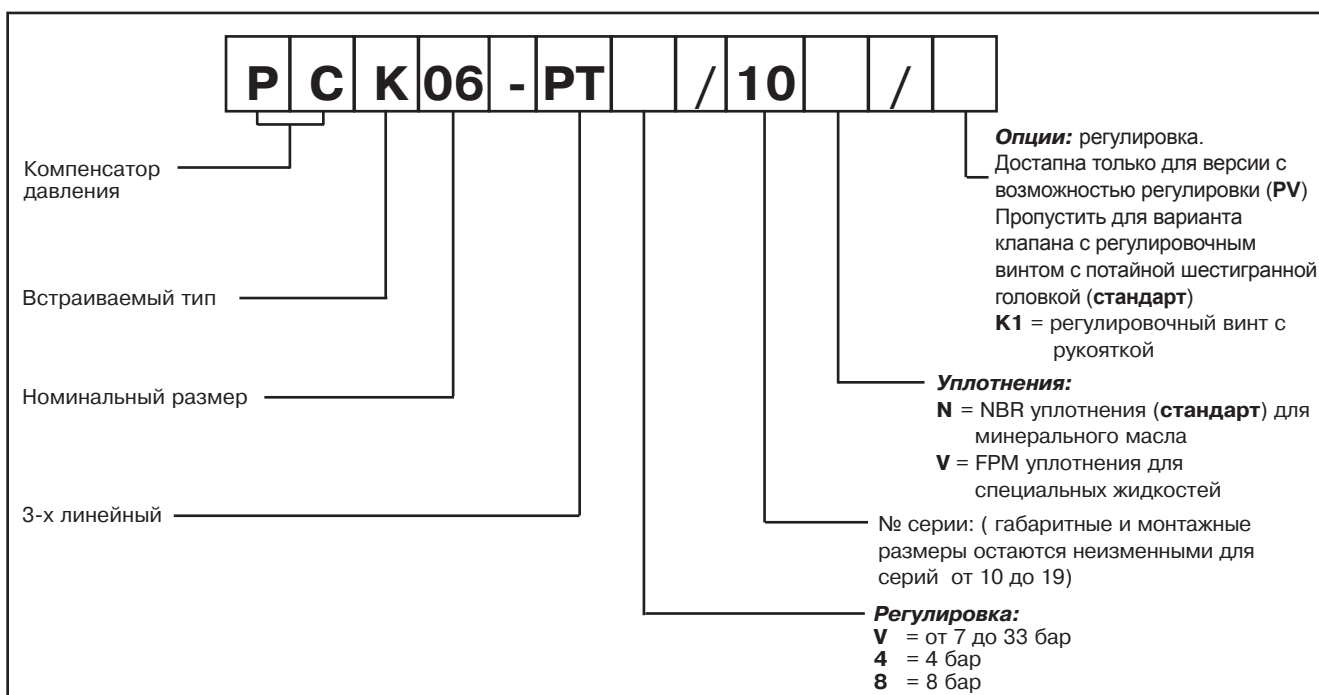 P C K 06 - PT / 10 /
Компенсатор
давления
Встраиваемый тип
Номинальный размер
3-х линейный
Опции: регулировка.
Достапна только для версии с
возможностью регулировки (PV)
Пропустить для варианта
клапана с регулировочным
винтом с потайной шестигранной
головкой (стандарт)
K1 = регулировочный винт с
рукояткой
Уплотнения:
N = NBR уплотнения (стандарт) для
минерального масла
V = FPM уплотнения для
специальных жидкостей
№ серии: ( габаритные и монтажные
размеры остаются неизменными для
серий от 10 до 19)
Регулировка:
V = от 7 до 33 бар
4 = 4 бар
8 = 8 бар